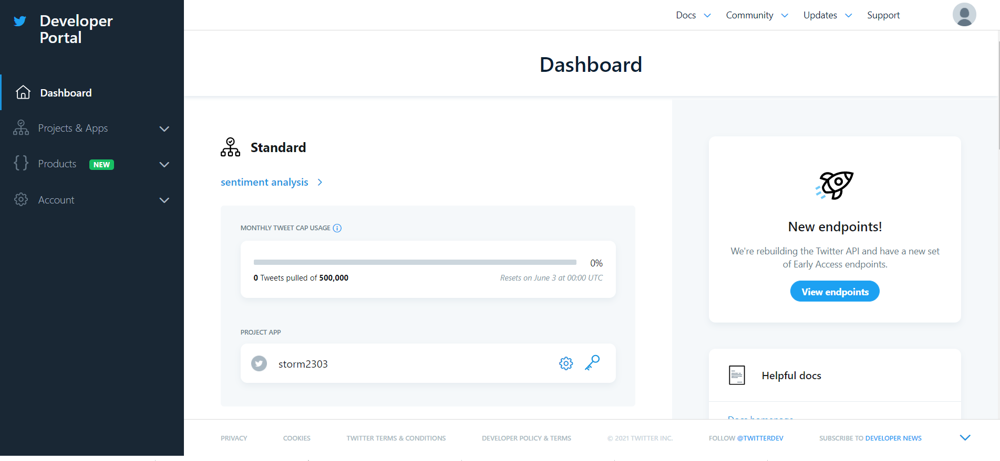 Developer
Portal
Dashboard
Projects & Apps
Products NEW
Account
Docs Community Updates Support
Dashboard
Standard
sentiment analysis
MONTHLY TWEET CAP USAGE
0%
0 Tweets pulled of 500,000
Resets on June 3 at 00:00 UTC
PROJECT APP
storm2303
New endpoints!
We're rebuilding the Twitter API and have a new set
of Early Access endpoints.
View endpoints
Helpful docs
Docs homepage
PRIVACY COOKIES TWITTER TERMS & CONDITIONS DEVELOPER POLICY & TERMS © 2021 TWITTER INC. FOLLOW @TWITTERDEV SUBSCRIBE TO DEVELOPER NEWS